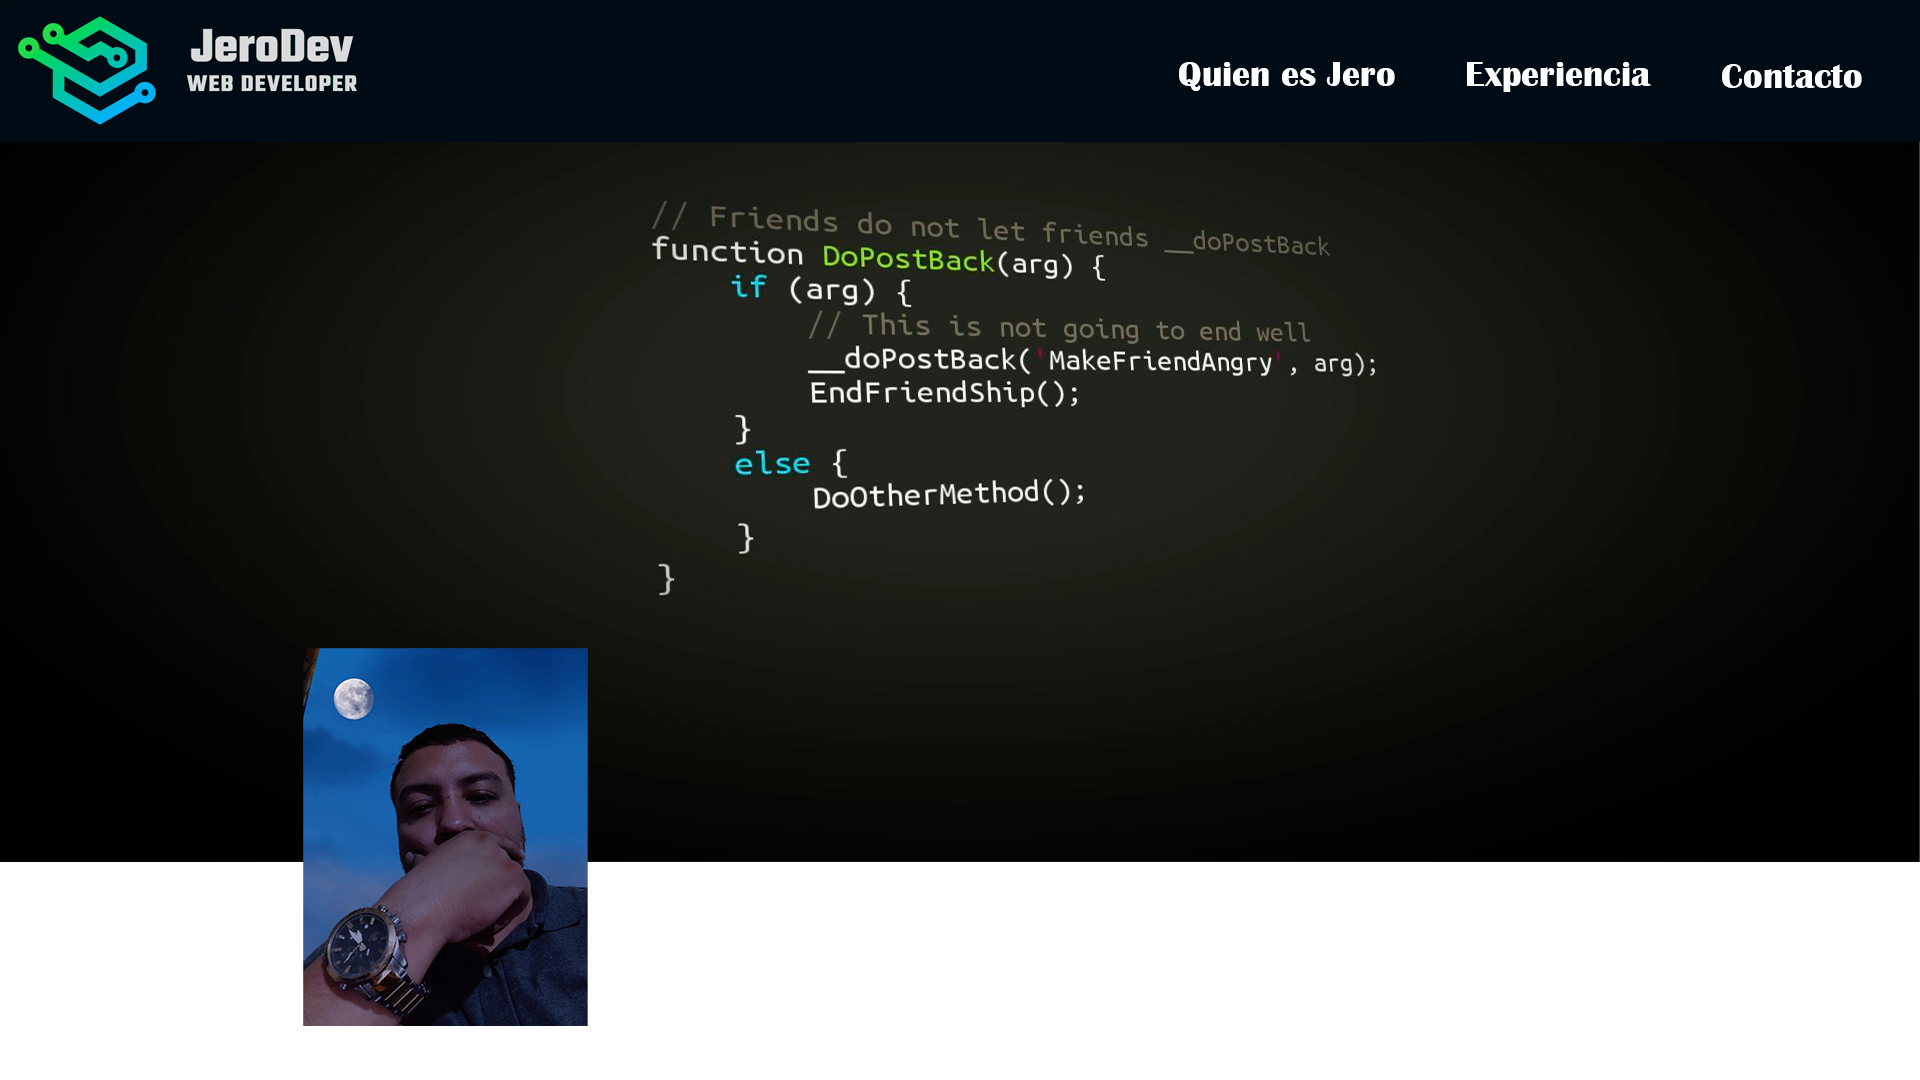 JeroDev
WEB DEVELOPER
Quien es Jero
Experiencia
Contacto
// Friends do not let friends __doPostBack
function DoPostBack(arg) {
if (arg) {
// This is not going to end well
__doPostBack('MakeFriendAngry', arg);
EndFriendShip();
}
else {
DoOtherMethod();
}
}